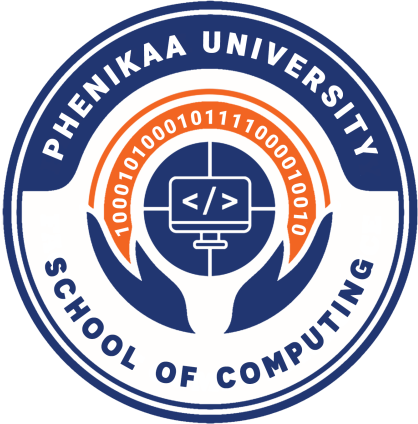 PHENIKAA UNIVERSITY
1000101000101111000010010
</>
SCHOOL OF COMPUTING